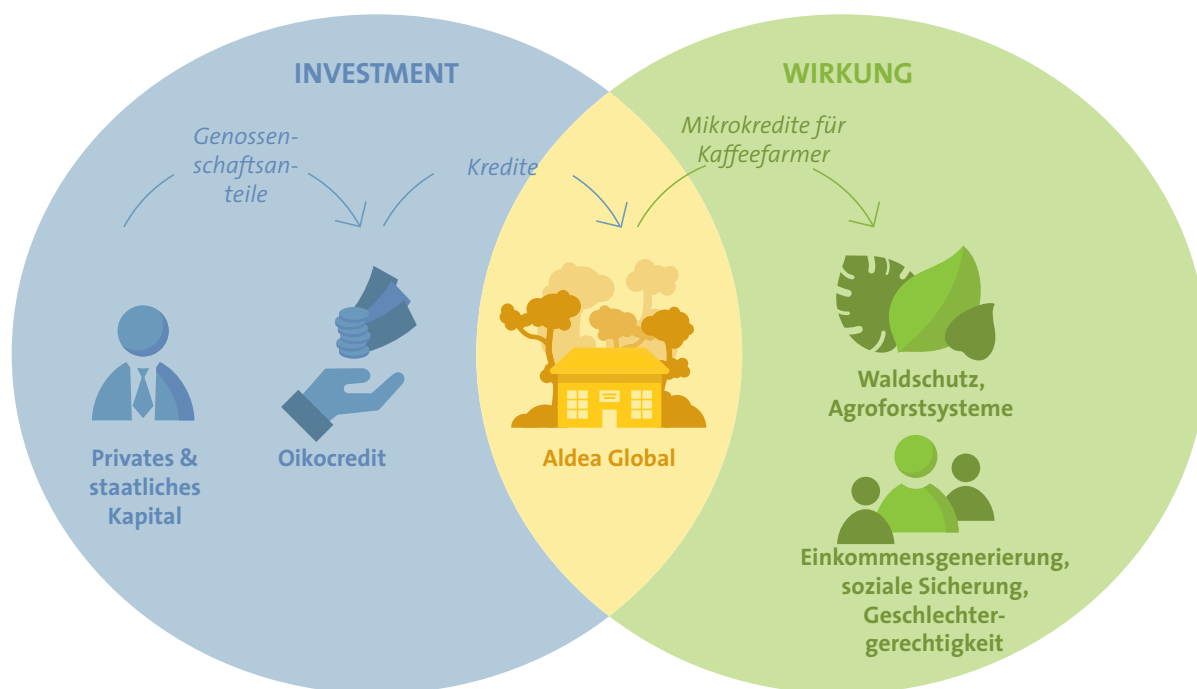 INVESTMENT
WIRKUNG
Genossen-
schaftsan-
teile
Kredite
Mikrokredite für
Kaffeefarmer
Privates &
staatliches
Kapital
Oikocredit
Aldea Global
Waldschutz,
Agroforstsysteme
Einkommensgenerierung,
soziale Sicherung,
Geschlechter-
gerechtigkeit